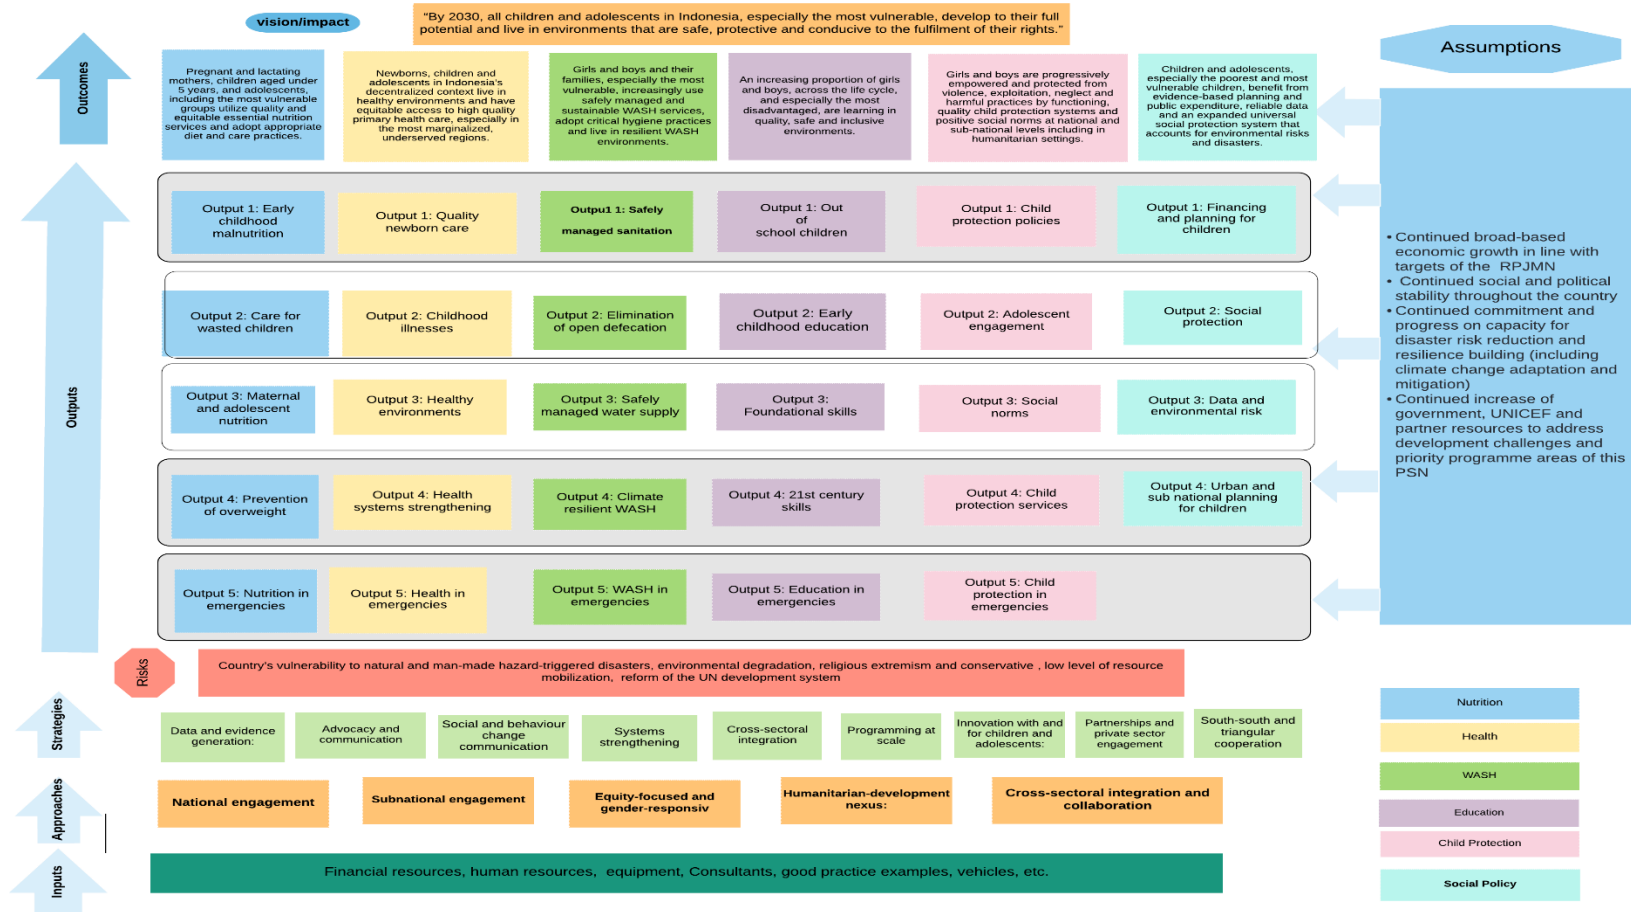 vision/impact
"By 2030, all children and adolescents in Indonesia, especially the most vulnerable, develop to their full
potential and live in environments that are safe, protective and conducive to the fulfilment of their rights."
Assumptions
Outcomes
Pregnant and lactating
mothers, children aged under
5 years, and adolescents,
including the most vulnerable
groups utilize quality and
equitable essential nutrition
services and adopt appropriate
diet and care practices.
Newborns, children and
adolescents in Indonesia's
decentralized context live in
healthy environments and have
equitable access to high quality
primary health care, especially in
the most marginalized,
underserved regions.
Girls and boys and their
families, especially the most
vulnerable, increasingly use
safely managed and
sustainable WASH services,
adopt critical hygiene practices
and live in resilient WASH
environments.
An increasing proportion of girls
and boys, across the life cycle,
and especially the most
disadvantaged, are learning in
quality, safe and inclusive
environments.
Girls and boys are progressively
empowered and protected from
violence, exploitation, neglect and
harmful practices by functioning,
quality child protection systems and
positive social norms at national and
sub-national levels including in
humanitarian settings.
Children and adolescents,
especially the poorest and most
vulnerable children, benefit from
evidence-based planning and
public expenditure, reliable data
and an expanded universal
social protection system that
accounts for environmental risks
and disasters.
Outputs
Output 1: Early
childhood
malnutrition
Output 1: Quality
newborn care
Outpu1 1: Safely
managed sanitation
Output 1: Out
of
school children
Output 1: Child
protection policies
Output 1: Financing
and planning for
children
Output 2: Care for
wasted children
Output 2: Childhood
illnesses
Output 2: Elimination
of open defecation
Output 2: Early
childhood education
Output 2: Adolescent
engagement
Output 2: Social
protection
Output 3: Maternal
and adolescent
nutrition
Output 3: Healthy
environments
Output 3: Safely
managed water supply
Output 3:
Foundational skills
Output 3: Social
norms
Output 3: Data and
environmental risk
Output 4: Prevention
of overweight
Output 4: Health
systems strengthening
Output 4: Climate
resilient WASH
Output 4: 21st century
skills
Output 4: Child
protection services
Output 4: Urban and
sub national planning
for children
Output 5: Nutrition in
emergencies
Output 5: Health in
emergencies
Output 5: WASH in
emergencies
Output 5: Education in
emergencies
Output 5: Child
protection in
emergencies
• Continued broad-based
economic growth in line with
targets of the RPJMN
• Continued social and political
stability throughout the country
• Continued commitment and
progress on capacity for
disaster risk reduction and
resilience building (including
climate change adaptation and
mitigation)
• Continued increase of
government, UNICEF and
partner resources to address
development challenges and
priority programme areas of this
PSN
Risks
Country's vulnerability to natural and man-made hazard-triggered disasters, environmental degradation, religious extremism and conservative , low level of resource
mobilization, reform of the UN development system
Strategies
Data and evidence
generation:
Advocacy and
communication
Social and behaviour
change
communication
Systems
strengthening
Cross-sectoral
integration
Programming at
scale
Innovation with and
for children and
adolescents:
Partnerships and
private sector
engagement
South-south and
triangular
cooperation
Approaches
National engagement
Subnational engagement
Equity-focused and
gender-responsiv
Humanitarian-development
nexus:
Cross-sectoral integration and
collaboration
Inputs
Financial resources, human resources, equipment, Consultants, good practice examples, vehicles, etc.
Nutrition
Health
WASH
Education
Child Protection
Social Policy